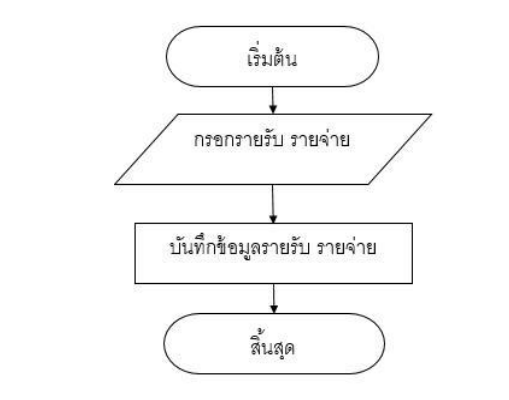 เริ่มต้น
กรอกรายรับ รายจ่าย
บันทึกข้อมูลรายรับ รายจ่าย
สิ้นสุด